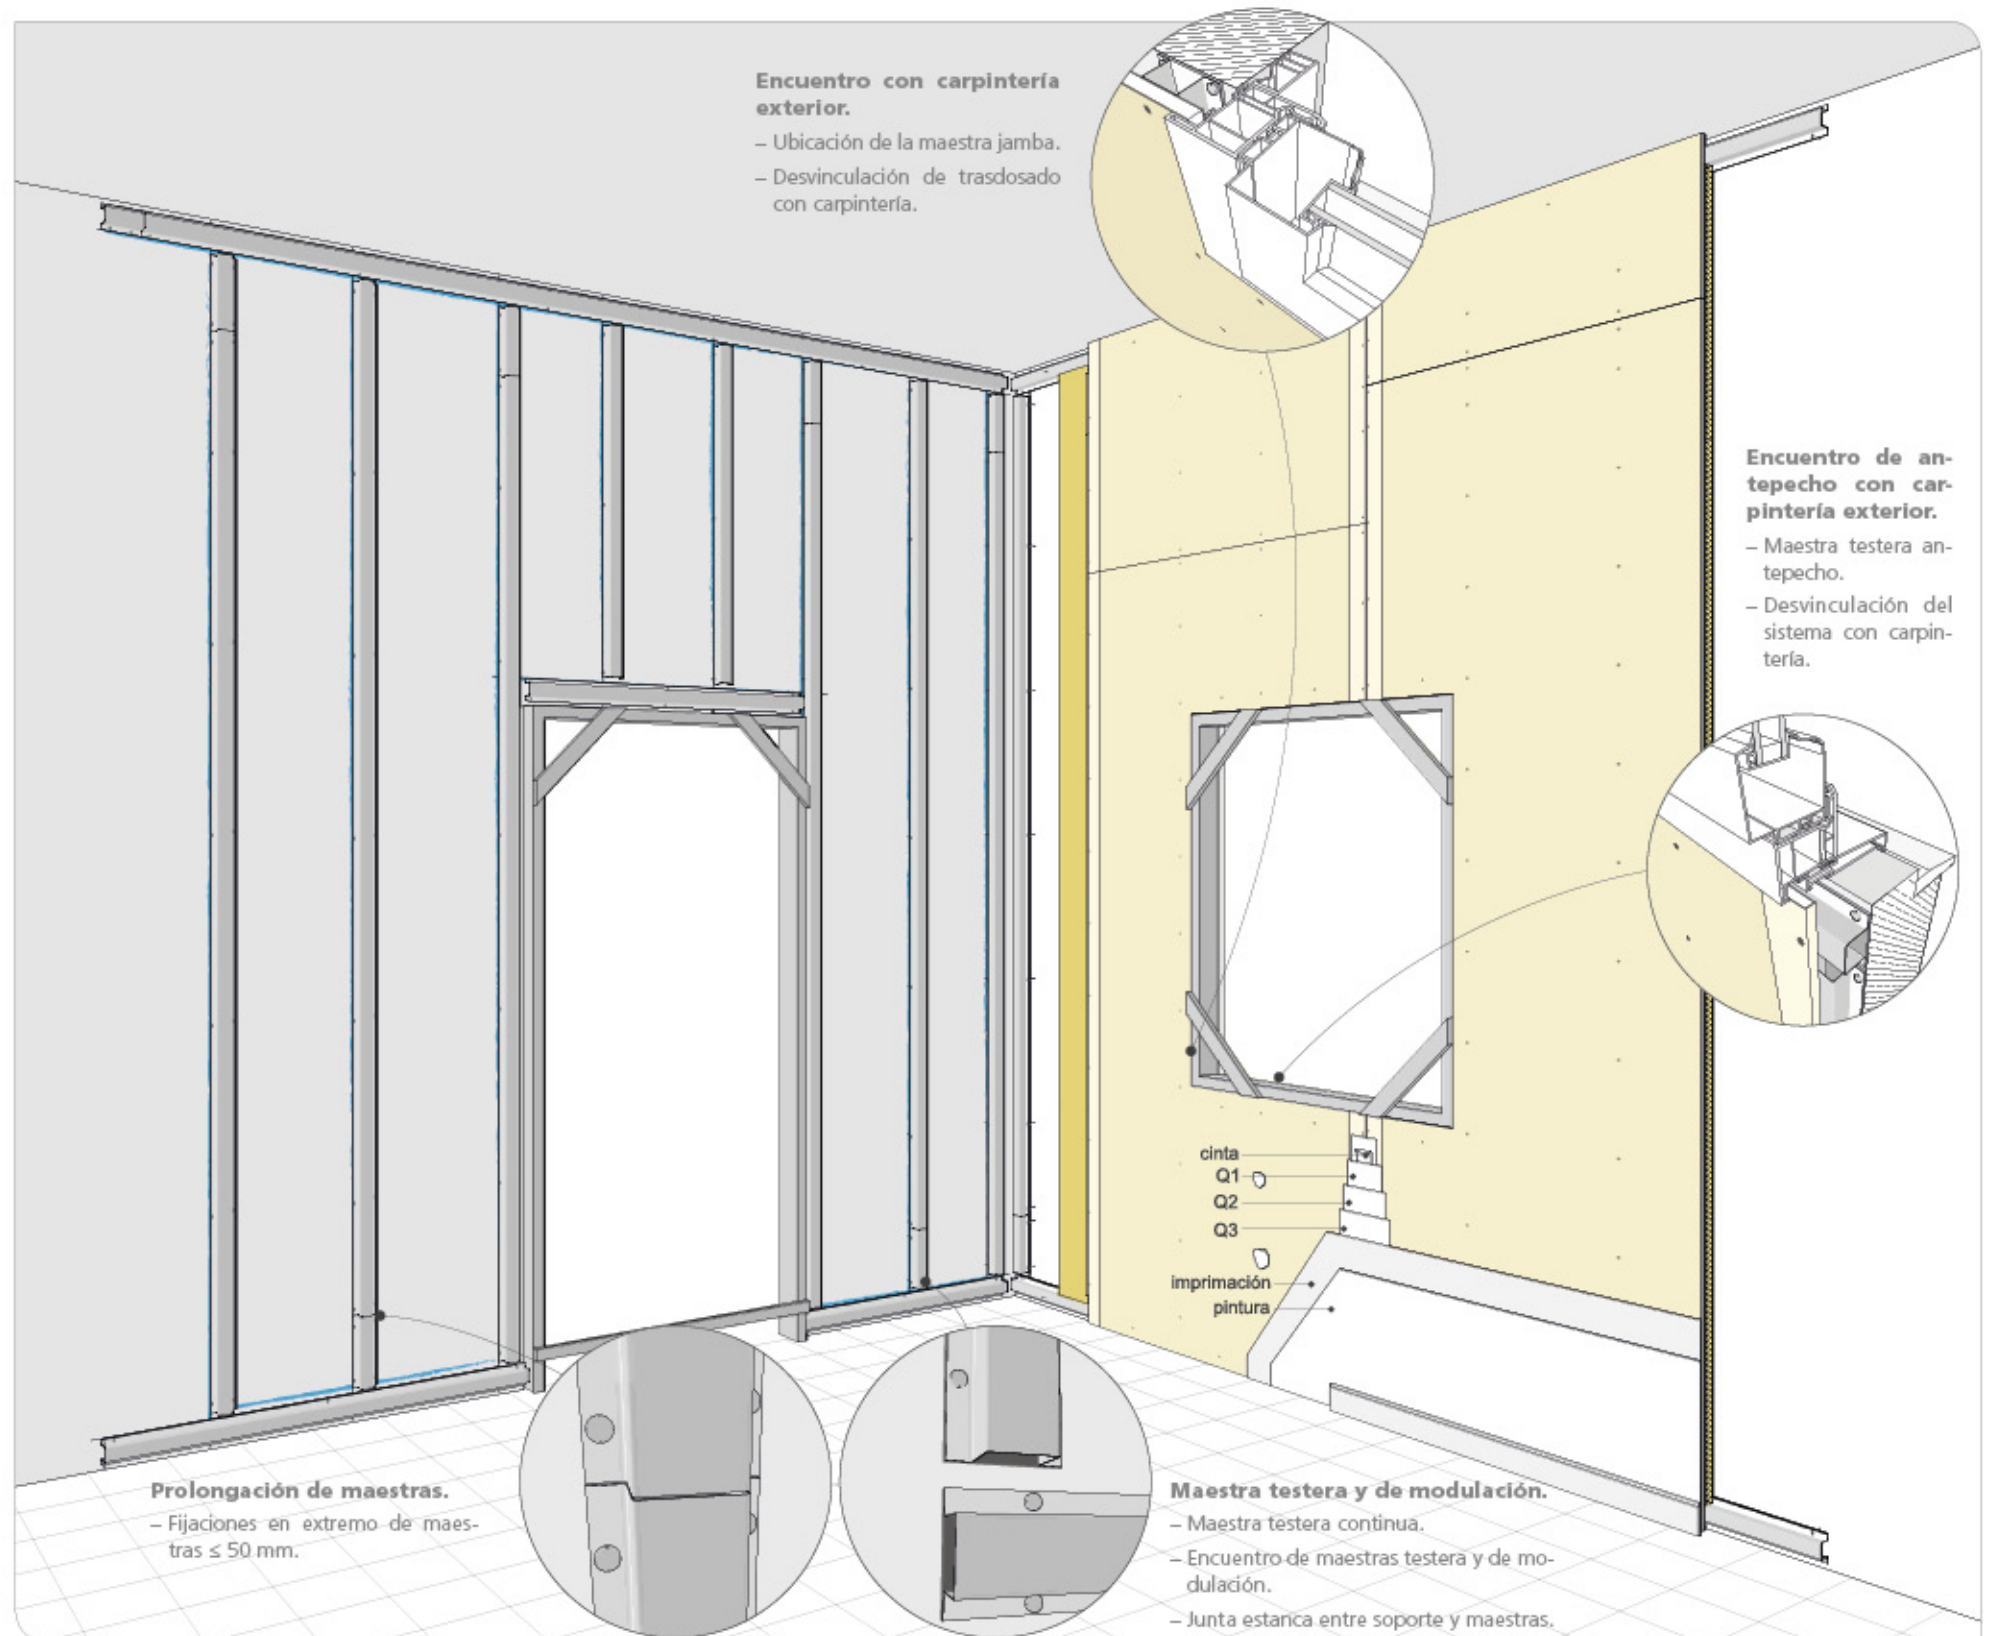 Encuentro con carpintería
exterior.
– Ubicación de la maestra jamba.
– Desvinculación de trasdosado
con carpintería.
Encuentro de an-
tepecho con car-
pintería exterior.
– Maestra testera an-
tepecho.
– Desvinculación del
sistema con carpin-
tería.
cinta
Q1
Q2
Q3
imprimación
pintura
Prolongación de maestras.
– Fijaciones en extremo de maes-
tras ≤ 50 mm.
Maestra testera y de modulación.
– Maestra testera continua.
– Encuentro de maestras testera y de mo-
dulación.
– Junta estanca entre soporte y maestras.